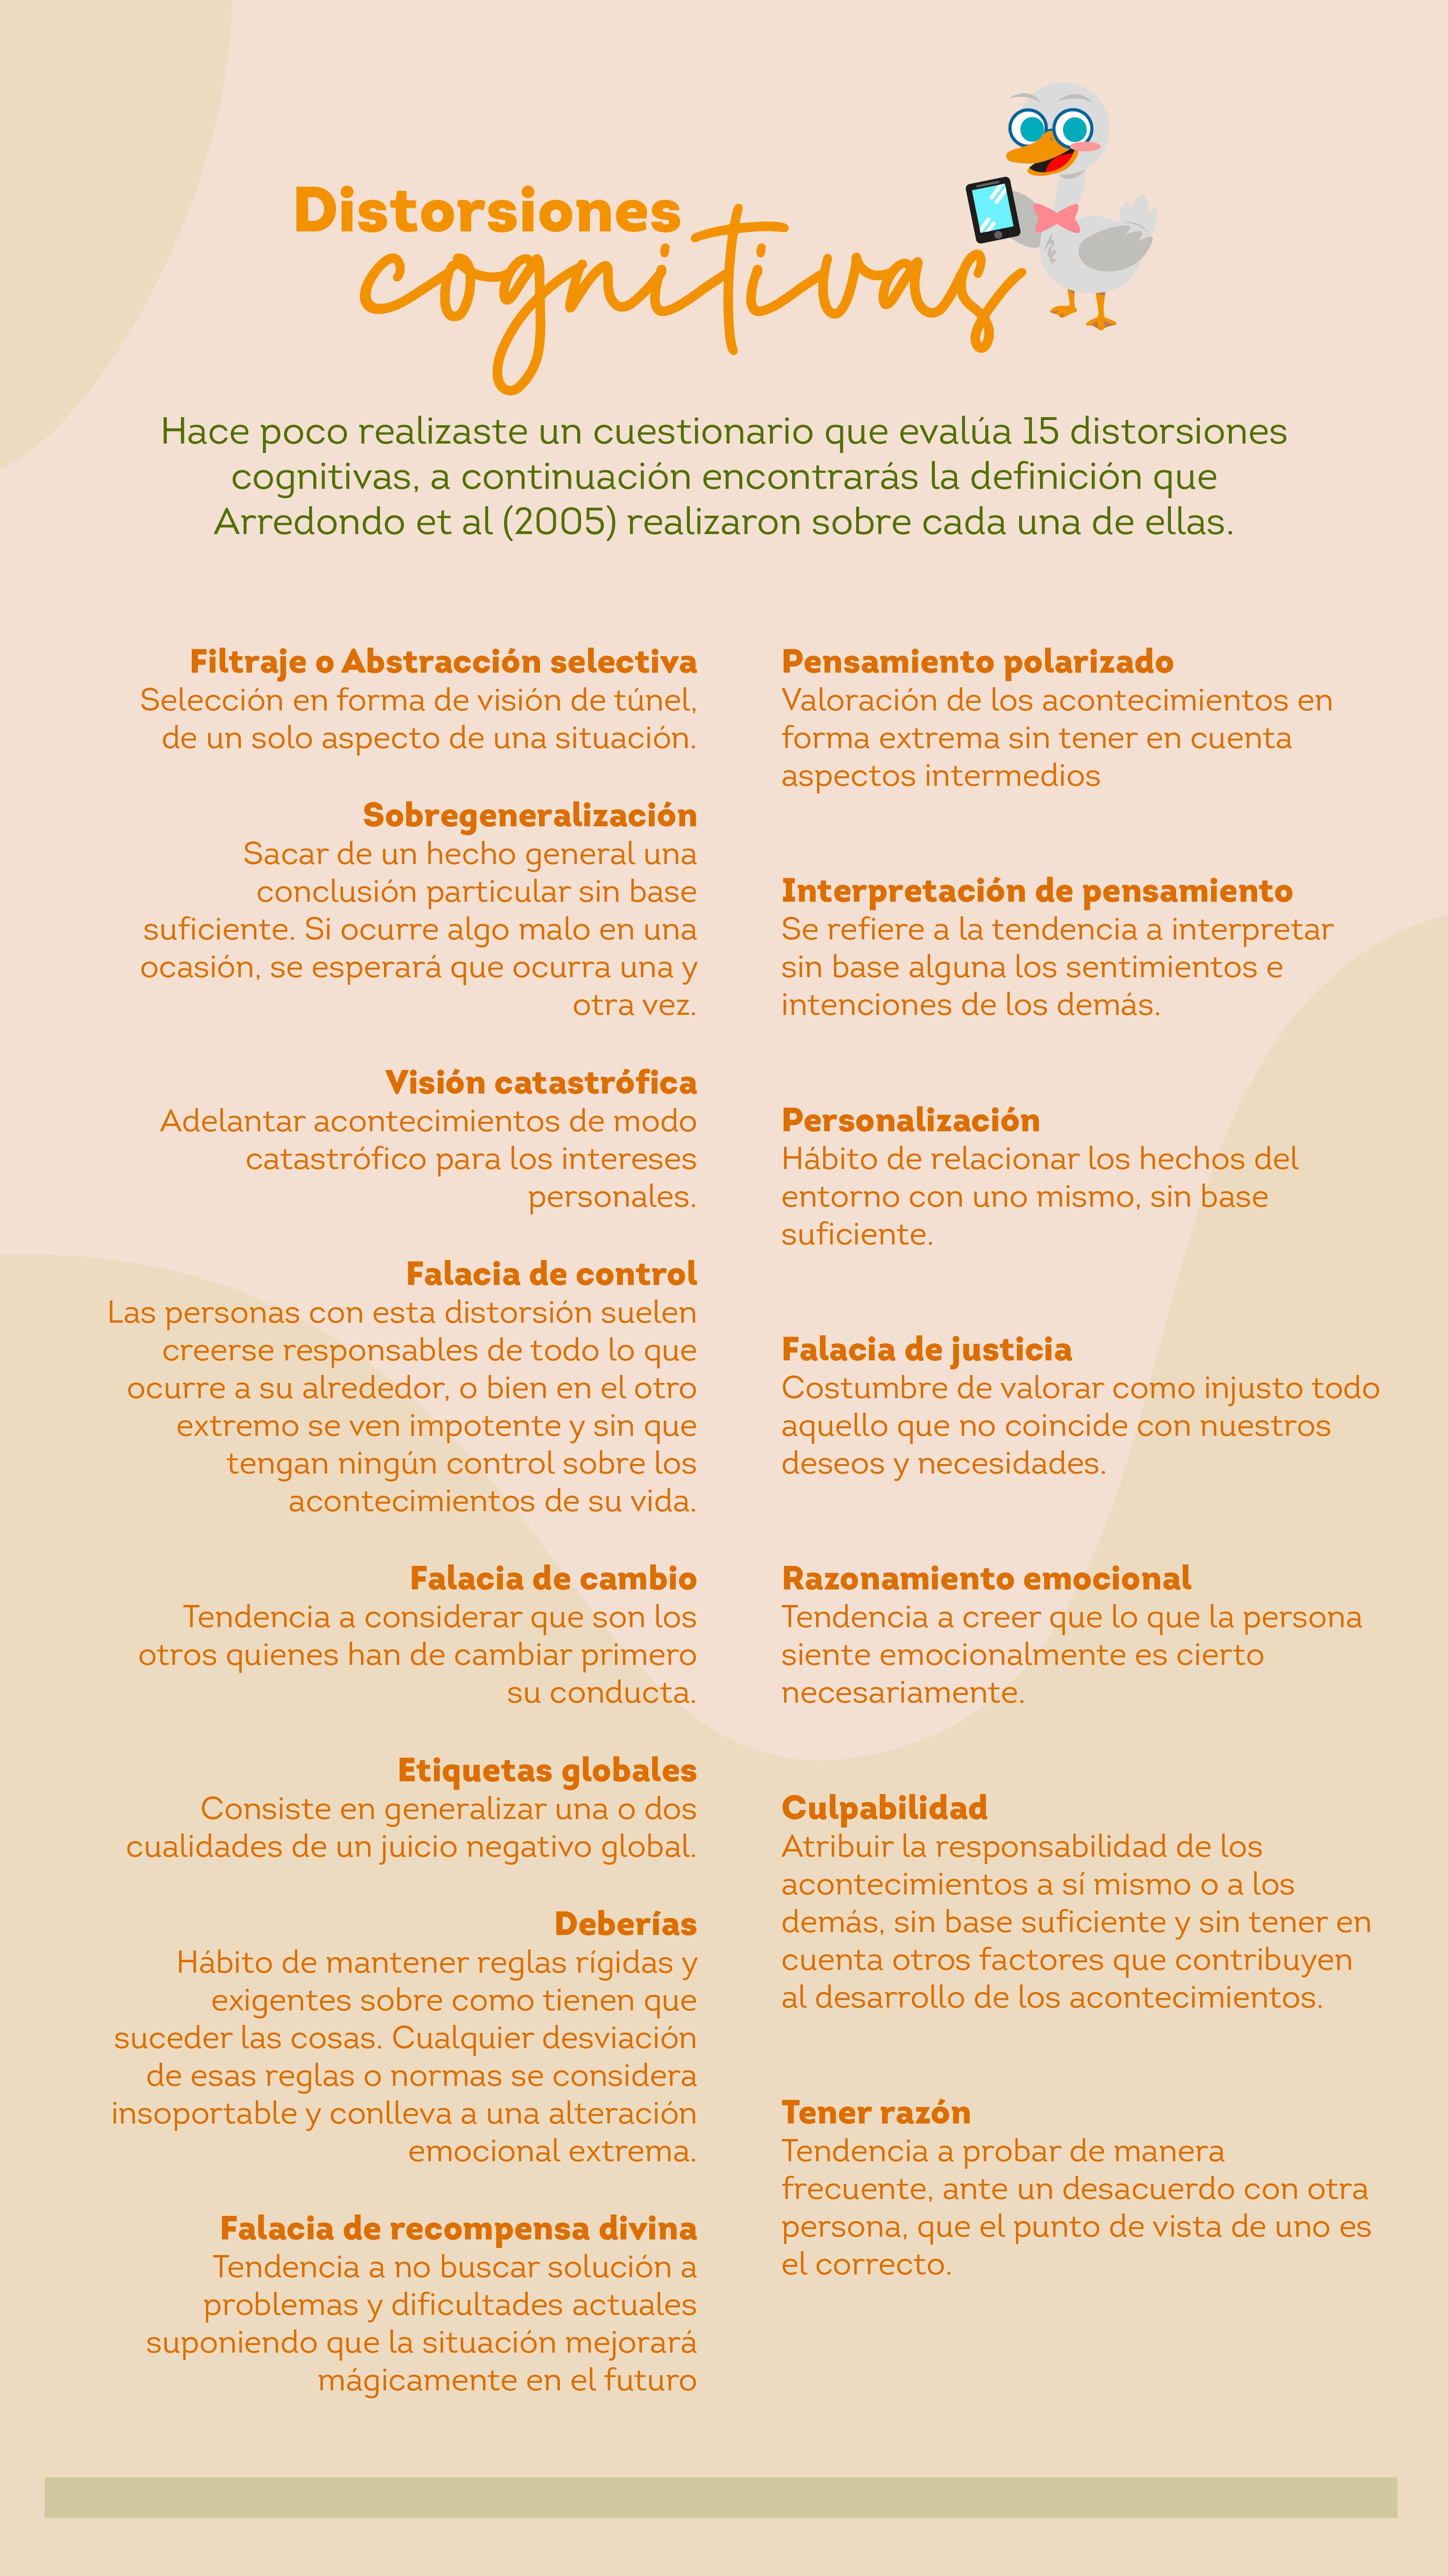 Distorsiones
cognitivas
Hace poco realizaste un cuestionario que evalúa 15 distorsiones
cognitivas, a continuación encontrarás la definición que
Arredondo et al (2005) realizaron sobre cada una de ellas.
Filtraje o Abstracción selectiva
Selección en forma de visión de túnel,
de un solo aspecto de una situación.
Sobregeneralización
Sacar de un hecho general una
conclusión particular sin base
suficiente. Si ocurre algo malo en una
ocasión, se esperará que ocurra una y
otra vez.
Visión catastrófica
Adelantar acontecimientos de modo
catastrófico para los intereses
personales.
Falacia de control
Las personas con esta distorsión suelen
creerse responsables de todo lo que
ocurre a su alrededor, o bien en el otro
extremo se ven impotente y sin que
tengan ningún control sobre los
acontecimientos de su vida.
Falacia de cambio
Tendencia a considerar que son los
otros quienes han de cambiar primero
su conducta.
Etiquetas globales
Consiste en generalizar una o dos
cualidades de un juicio negativo global.
Deberías
Hábito de mantener reglas rígidas y
exigentes sobre como tienen que
suceder las cosas. Cualquier desviación
de esas reglas o normas se considera
insoportable y conlleva a una alteración
emocional extrema.
Falacia de recompensa divina
Tendencia a no buscar solución a
problemas y dificultades actuales
suponiendo que la situación mejorará
mágicamente en el futuro
Pensamiento polarizado
Valoración de los acontecimientos en
forma extrema sin tener en cuenta
aspectos intermedios
Interpretación de pensamiento
Se refiere a la tendencia a interpretar
sin base alguna los sentimientos e
intenciones de los demás.
Personalización
Hábito de relacionar los hechos del
entorno con uno mismo, sin base
suficiente.
Falacia de justicia
Costumbre de valorar como injusto todo
aquello que no coincide con nuestros
deseos y necesidades.
Razonamiento emocional
Tendencia a creer que lo que la persona
siente emocionalmente es cierto
necesariamente.
Culpabilidad
Atribuir la responsabilidad de los
acontecimientos a sí mismo o a los
demás, sin base suficiente y sin tener en
cuenta otros factores que contribuyen
al desarrollo de los acontecimientos.
Tener razón
Tendencia a probar de manera
frecuente, ante un desacuerdo con otra
persona, que el punto de vista de uno es
el correcto.